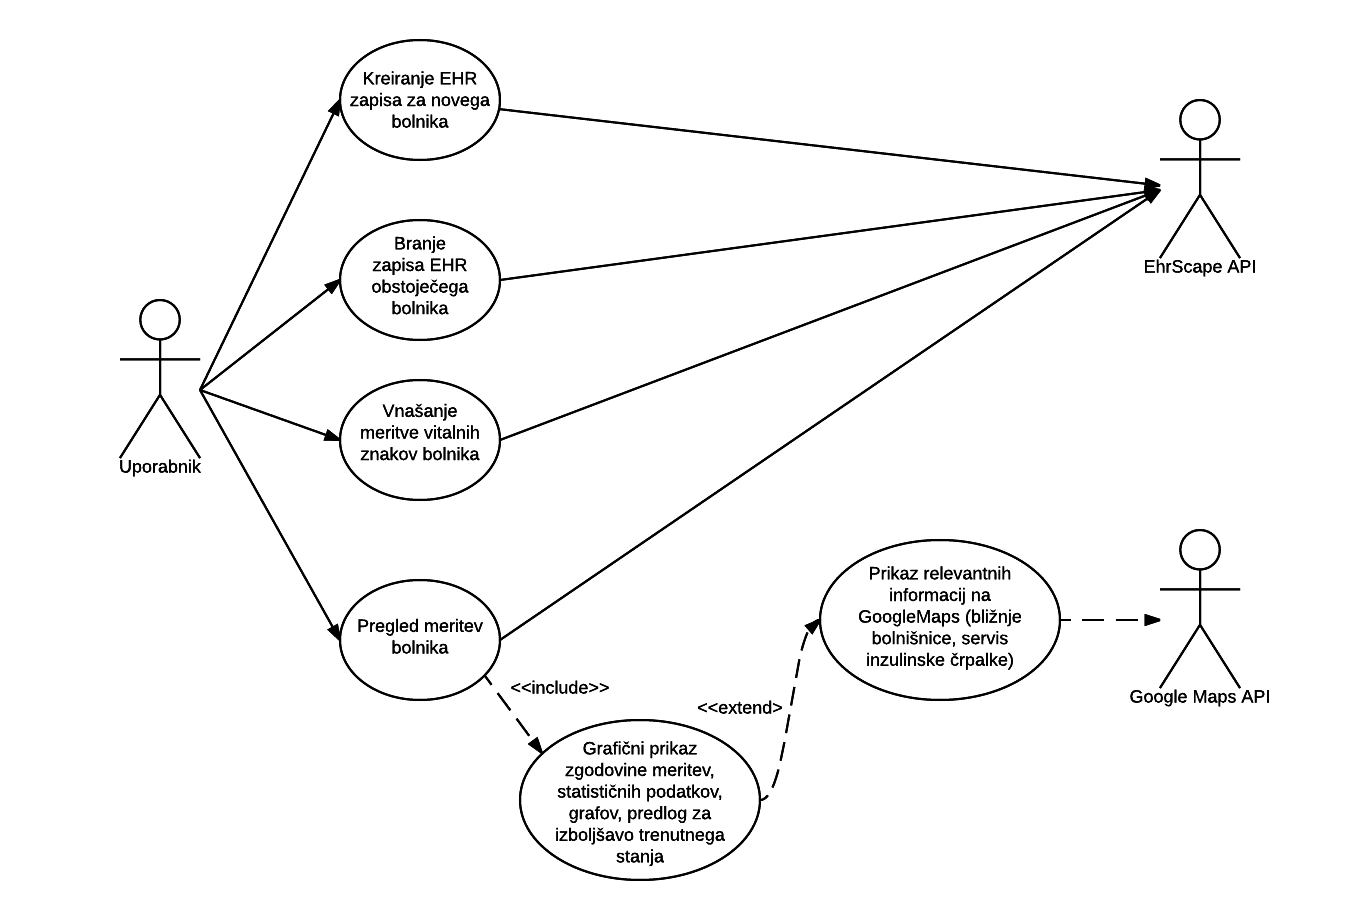 Kreiranje EHR
zapisa za novega
bolnika
Branje
zapisa EHR
obstoječega
bolnika
EhrScape API
Uporabnik
Vnašanje
meritve vitalnih
znakov bolnika
Pregled meritev
bolnika
<<include>>
<<extend>
Prikaz relevantnih
informacij na
GoogleMaps (bližnje
bolnišnice, servis
inzulinske črpalke)
Google Maps API
Grafični prikaz
zgodovine meritev,
statističnih podatkov,
grafov, predlog za
izboljšavo trenutnega
stanja